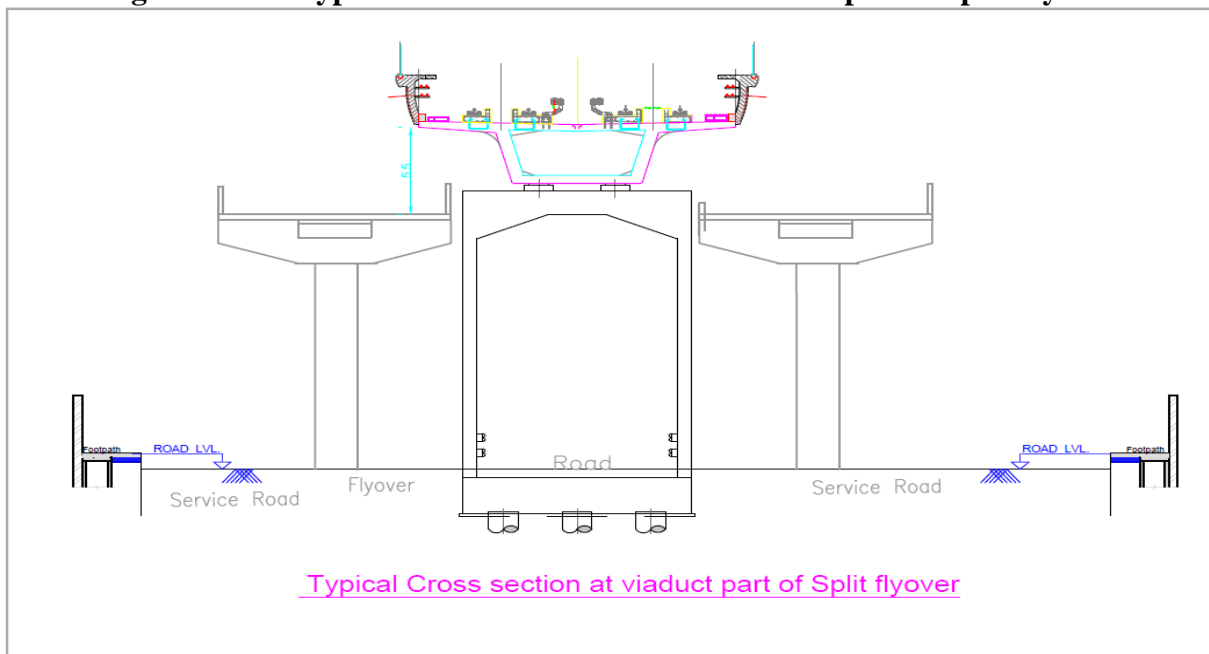 5.5
Road
Footpath
ROAD LVL.
ROAD LVL.
Footpath
Service Road
Flyover
Service Road
Typical Cross section at viaduct part of Split flyover